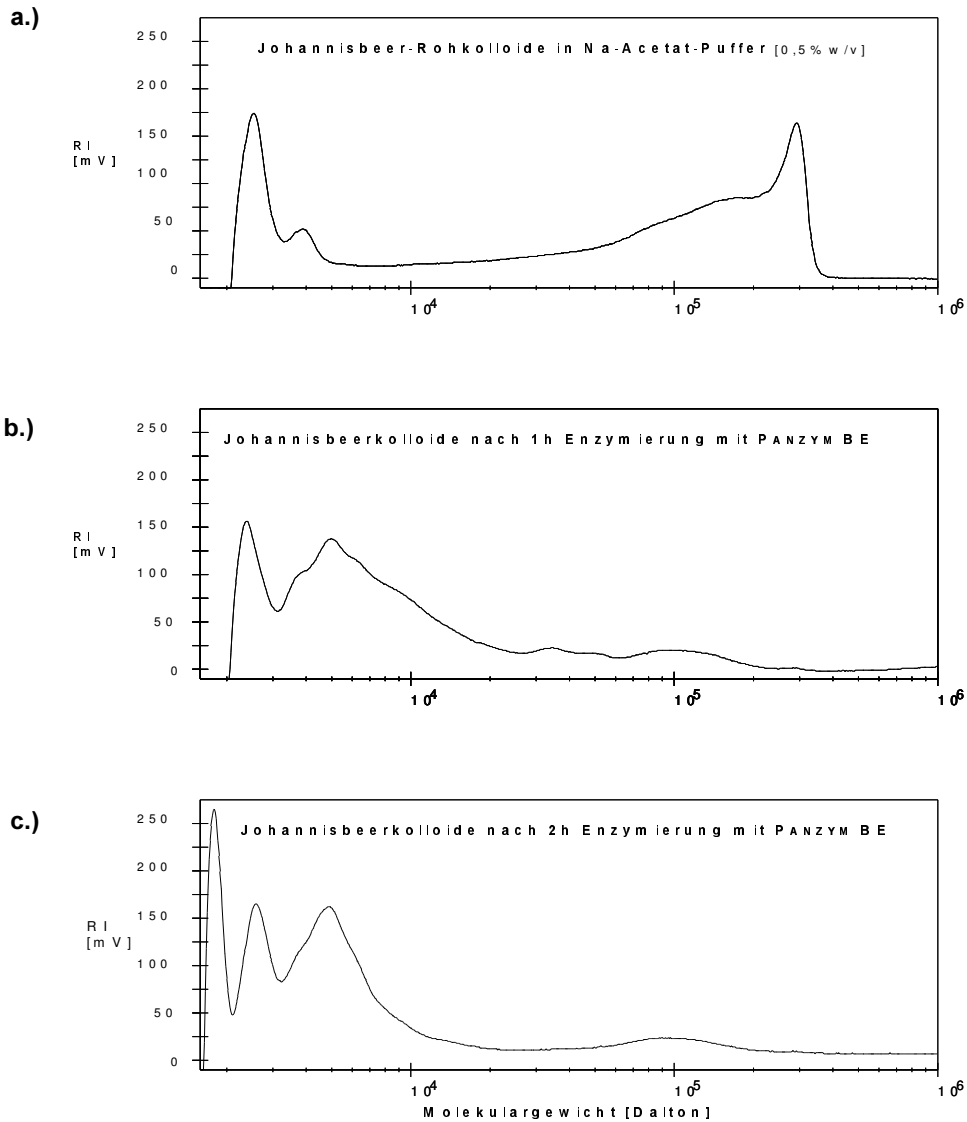 a.)
Johannisbeer-Rohkolloide in Na-Acetat-Puffer [0,5% w/v]
250
200
150
100
50
0
RI
[mV]
10^4
10^5
10^6
b.)
Johannisbeerkolloide nach 1h Enzymierung mit PANZYM BE
250
200
150
100
50
0
RI
[mV]
10^4
10^5
10^6
c.)
Johannisbeerkolloide nach 2h Enzymierung mit PANZYM BE
250
200
150
100
50
0
RI
[mV]
10^4
10^5
10^6
Molekulargewicht [Dalton]